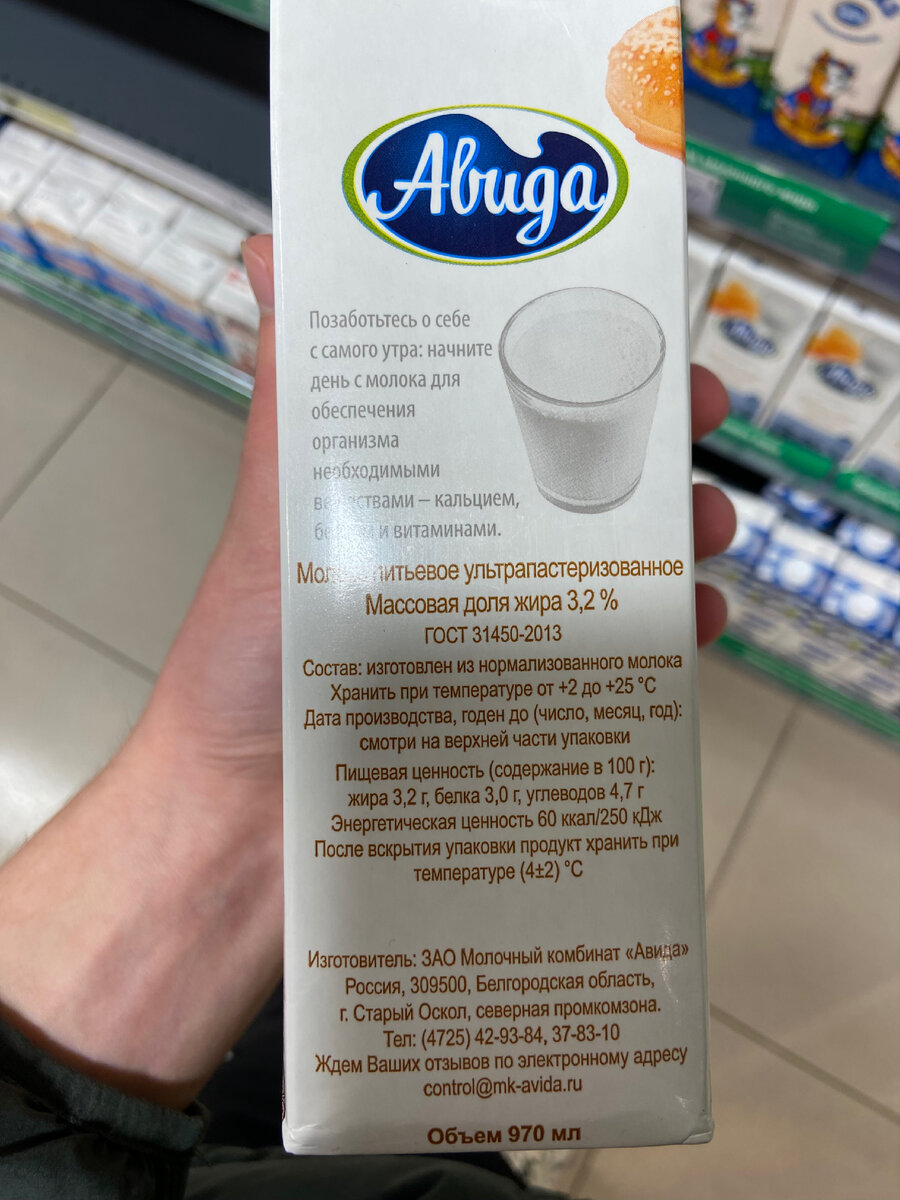 Авида
Позаботьтесь о себе
с самого утра: начните
день с молока для
обеспечения
организма
необходимыми
– кальцием,
и витаминами.
питьевое ультрапастеризованное
Массовая доля жира 3,2 %
ГОСТ 31450-2013
Состав: изготовлен из нормализованного молока
Хранить при температуре от +2 до +25 °С
Дата производства, годен до (число, месяц, год):
смотри на верхней части упаковки
Пищевая ценность (содержание в 100 г):
жира 3,2 г, белка 3,0 г, углеводов 4,7 г
Энергетическая ценность 60 ккал/250 кДж
После вскрытия упаковки продукт хранить при
температуре (4±2) °С
Изготовитель: ЗАО Молочный комбинат «Авида»
Россия, 309500, Белгородская область,
г. Старый Оскол, северная промкомзона.
Тел: (4725) 42-93-84, 37-83-10
Ждем Ваших отзывов по электронному адресу
control@mk-avida.ru
Объем 970 мл
Авида
Авида